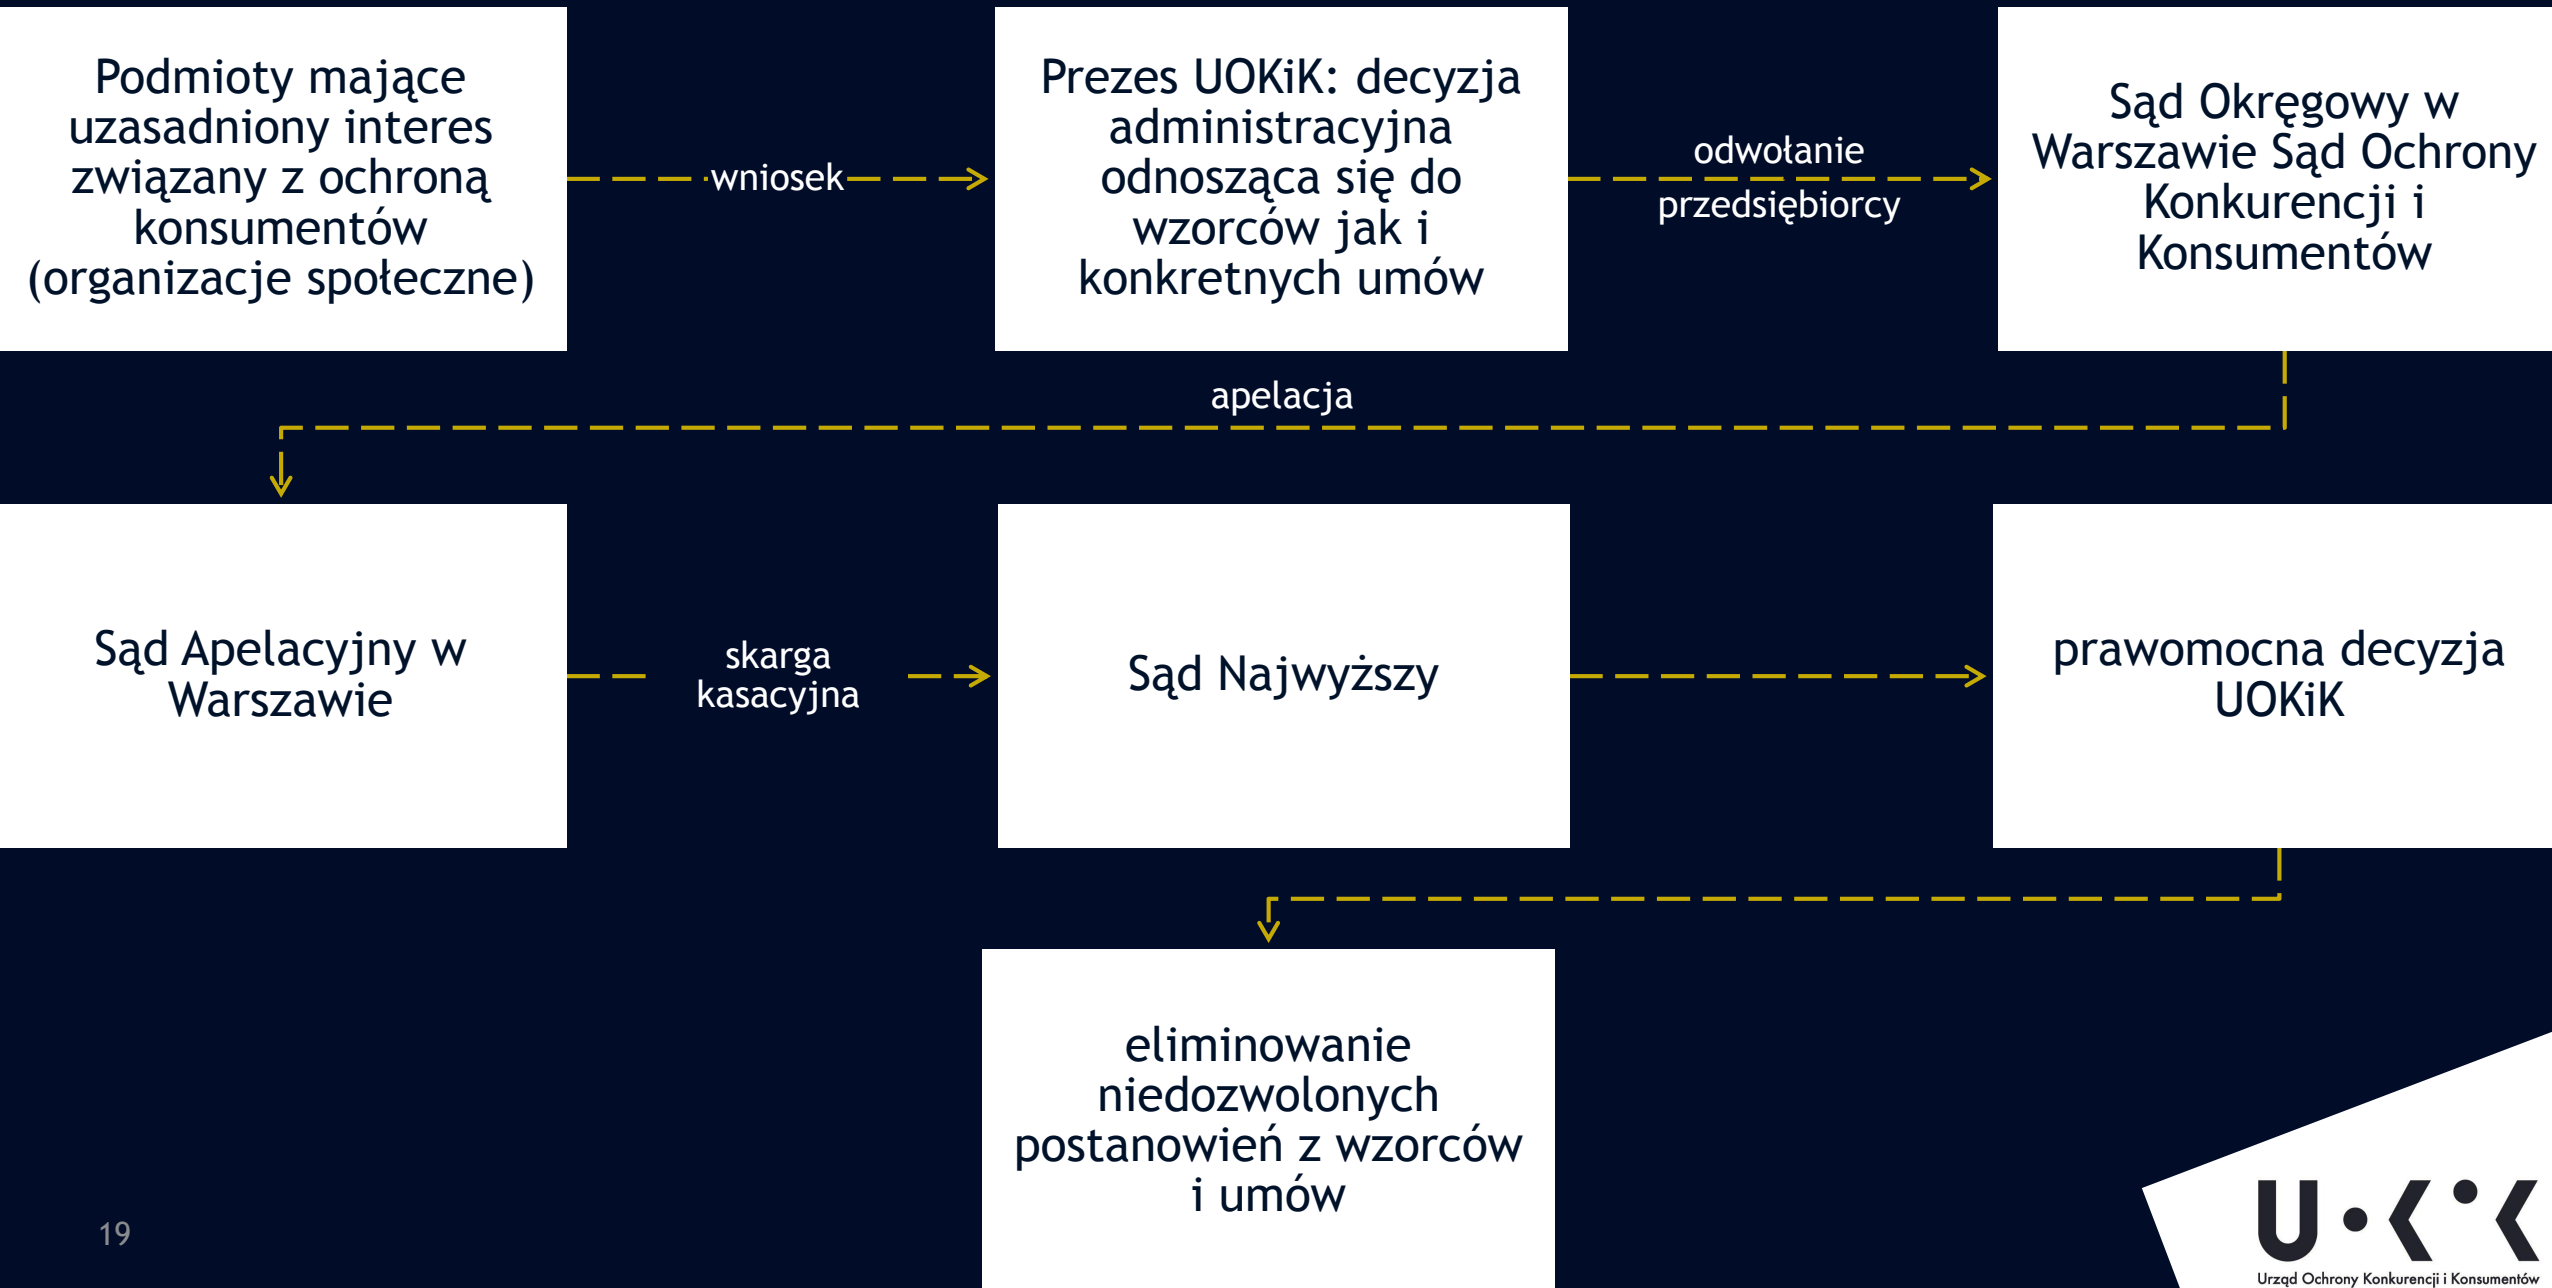 Podmioty mające
uzasadniony interes
związany z ochroną
konsumentów
(organizacje społeczne)
wniosek
Prezes UOKiK: decyzja
administracyjna
odnosząca się do
wzorców jak i
konkretnych umów
odwołanie
przedsiębiorcy
Sąd Okręgowy w
Warszawie Sąd Ochrony
Konkurencji i
Konsumentów
apelacja
Sąd Apelacyjny w
Warszawie
skarga
kasacyjna
Sąd Najwyższy
prawomocna decyzja
UOKiK
eliminowanie
niedozwolonych
postanowień z wzorców
i umów
19
UOKiK
Urząd Ochrony Konkurencji i Konsumentów